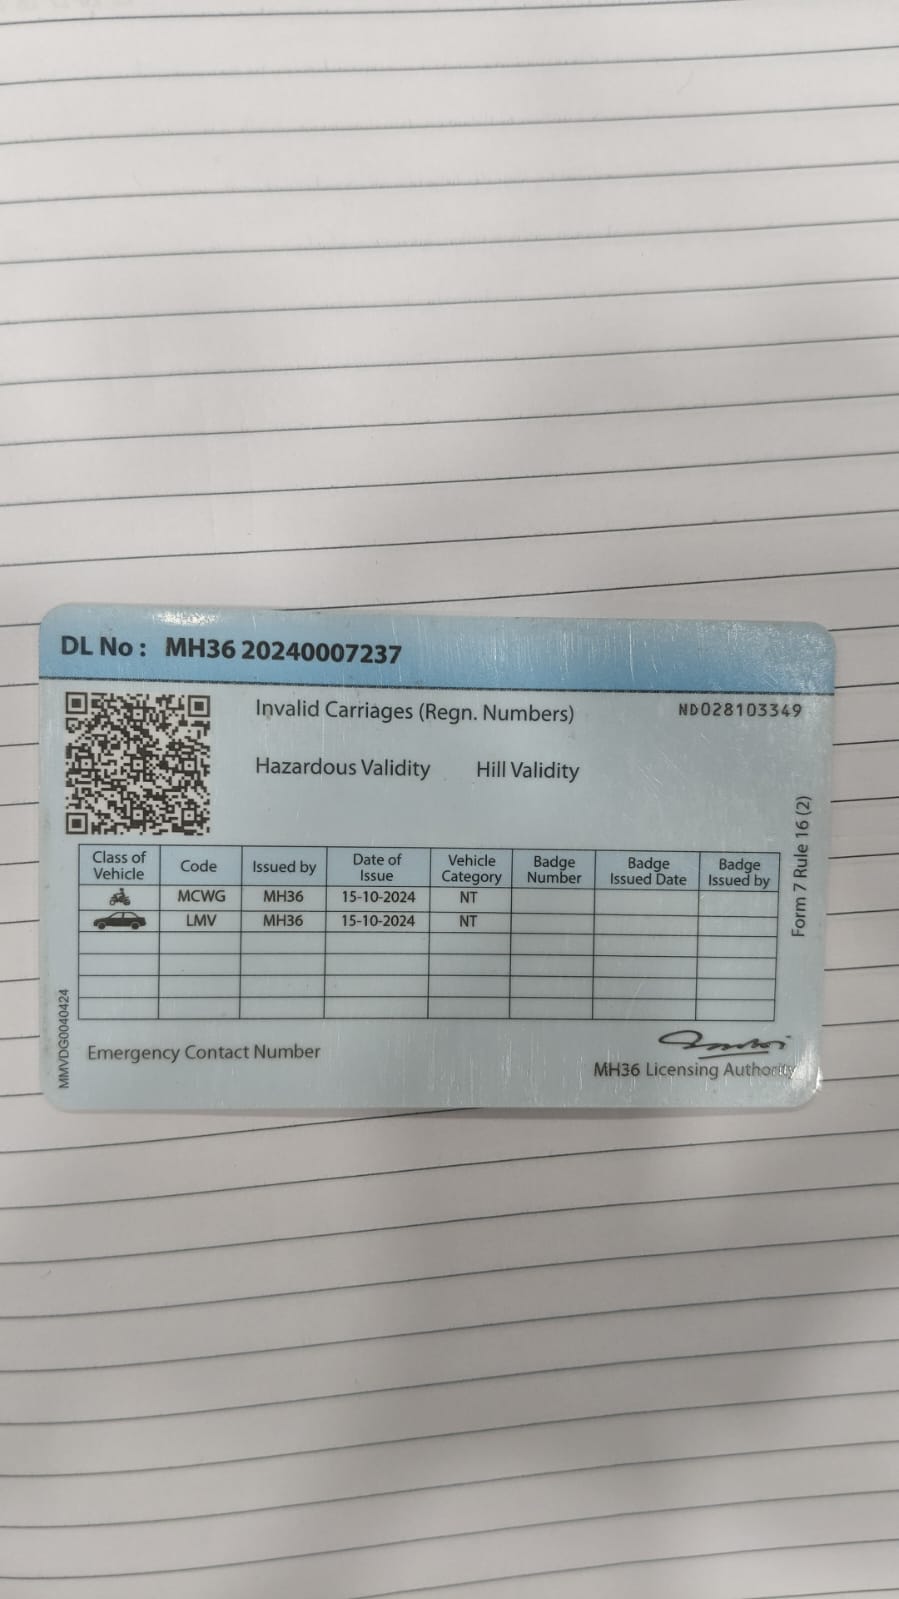 DL No : MH36 20240007237
Invalid Carriages (Regn. Numbers)
ND028103349
Hazardous Validity Hill Validity
Form 7 Rule 16 (2)
Class of Vehicle Code Issued by Date of Issue Vehicle Category Badge Number Badge Issued Date Badge Issued by
MCWG MH36 15-10-2024 NT
LMV MH36 15-10-2024 NT
MMVDG0040424
Emergency Contact Number
MH36 Licensing Authority